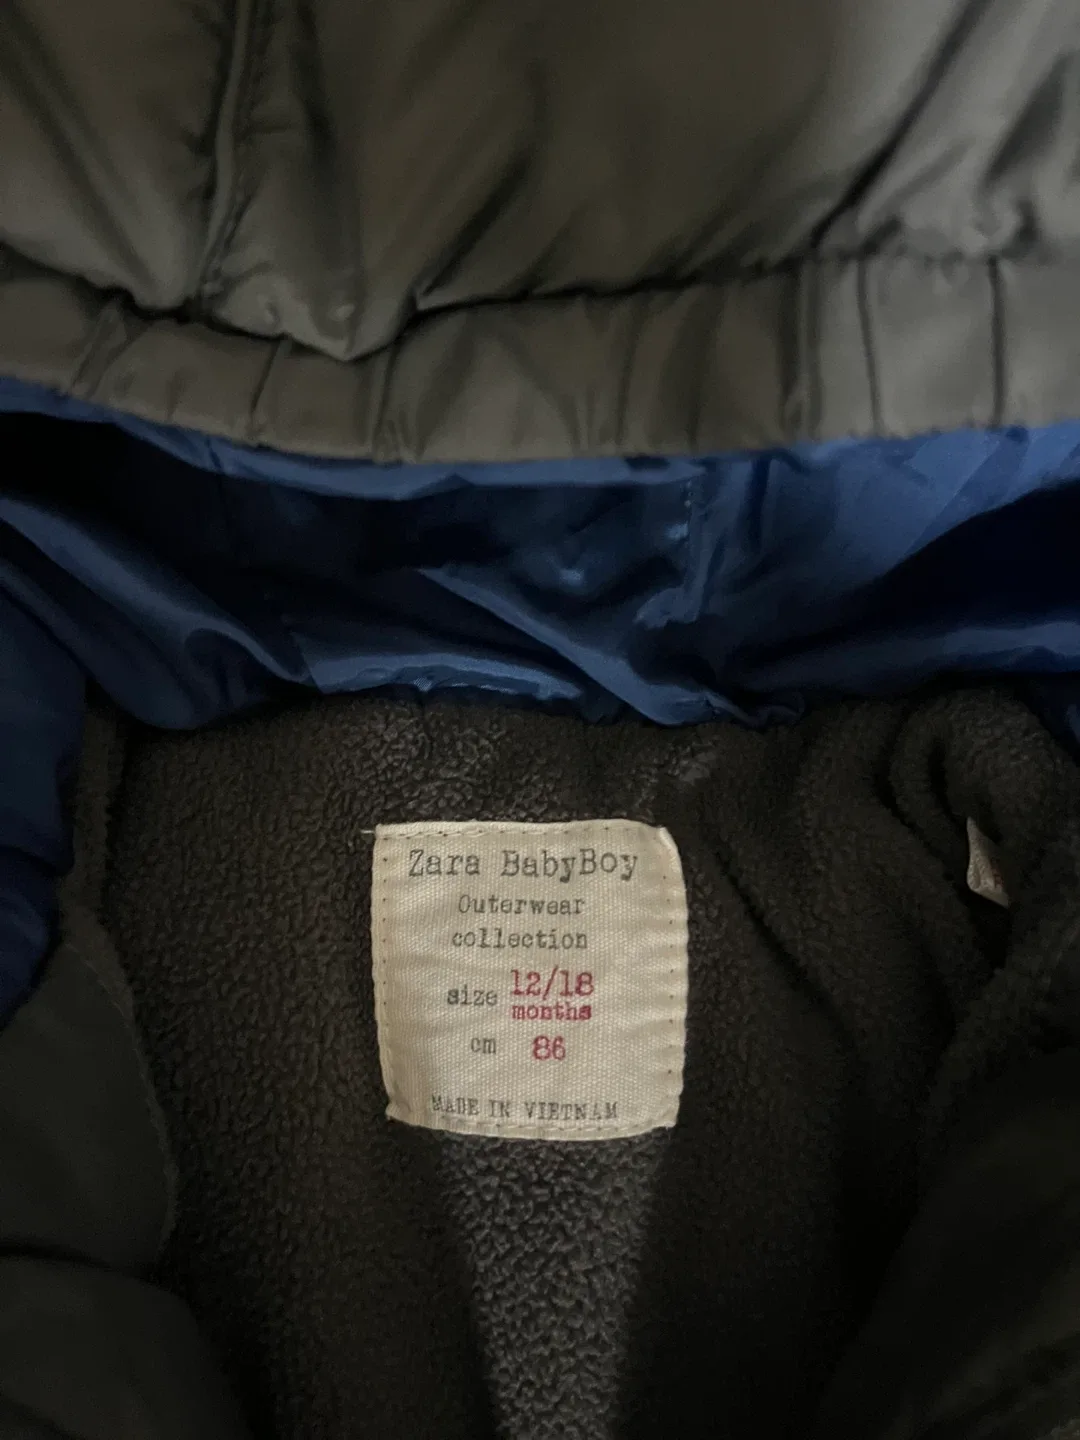 Zara BabyBoy
Outerwear
collection
size 12/18
months
cm 86
MADE IN VIETNAM